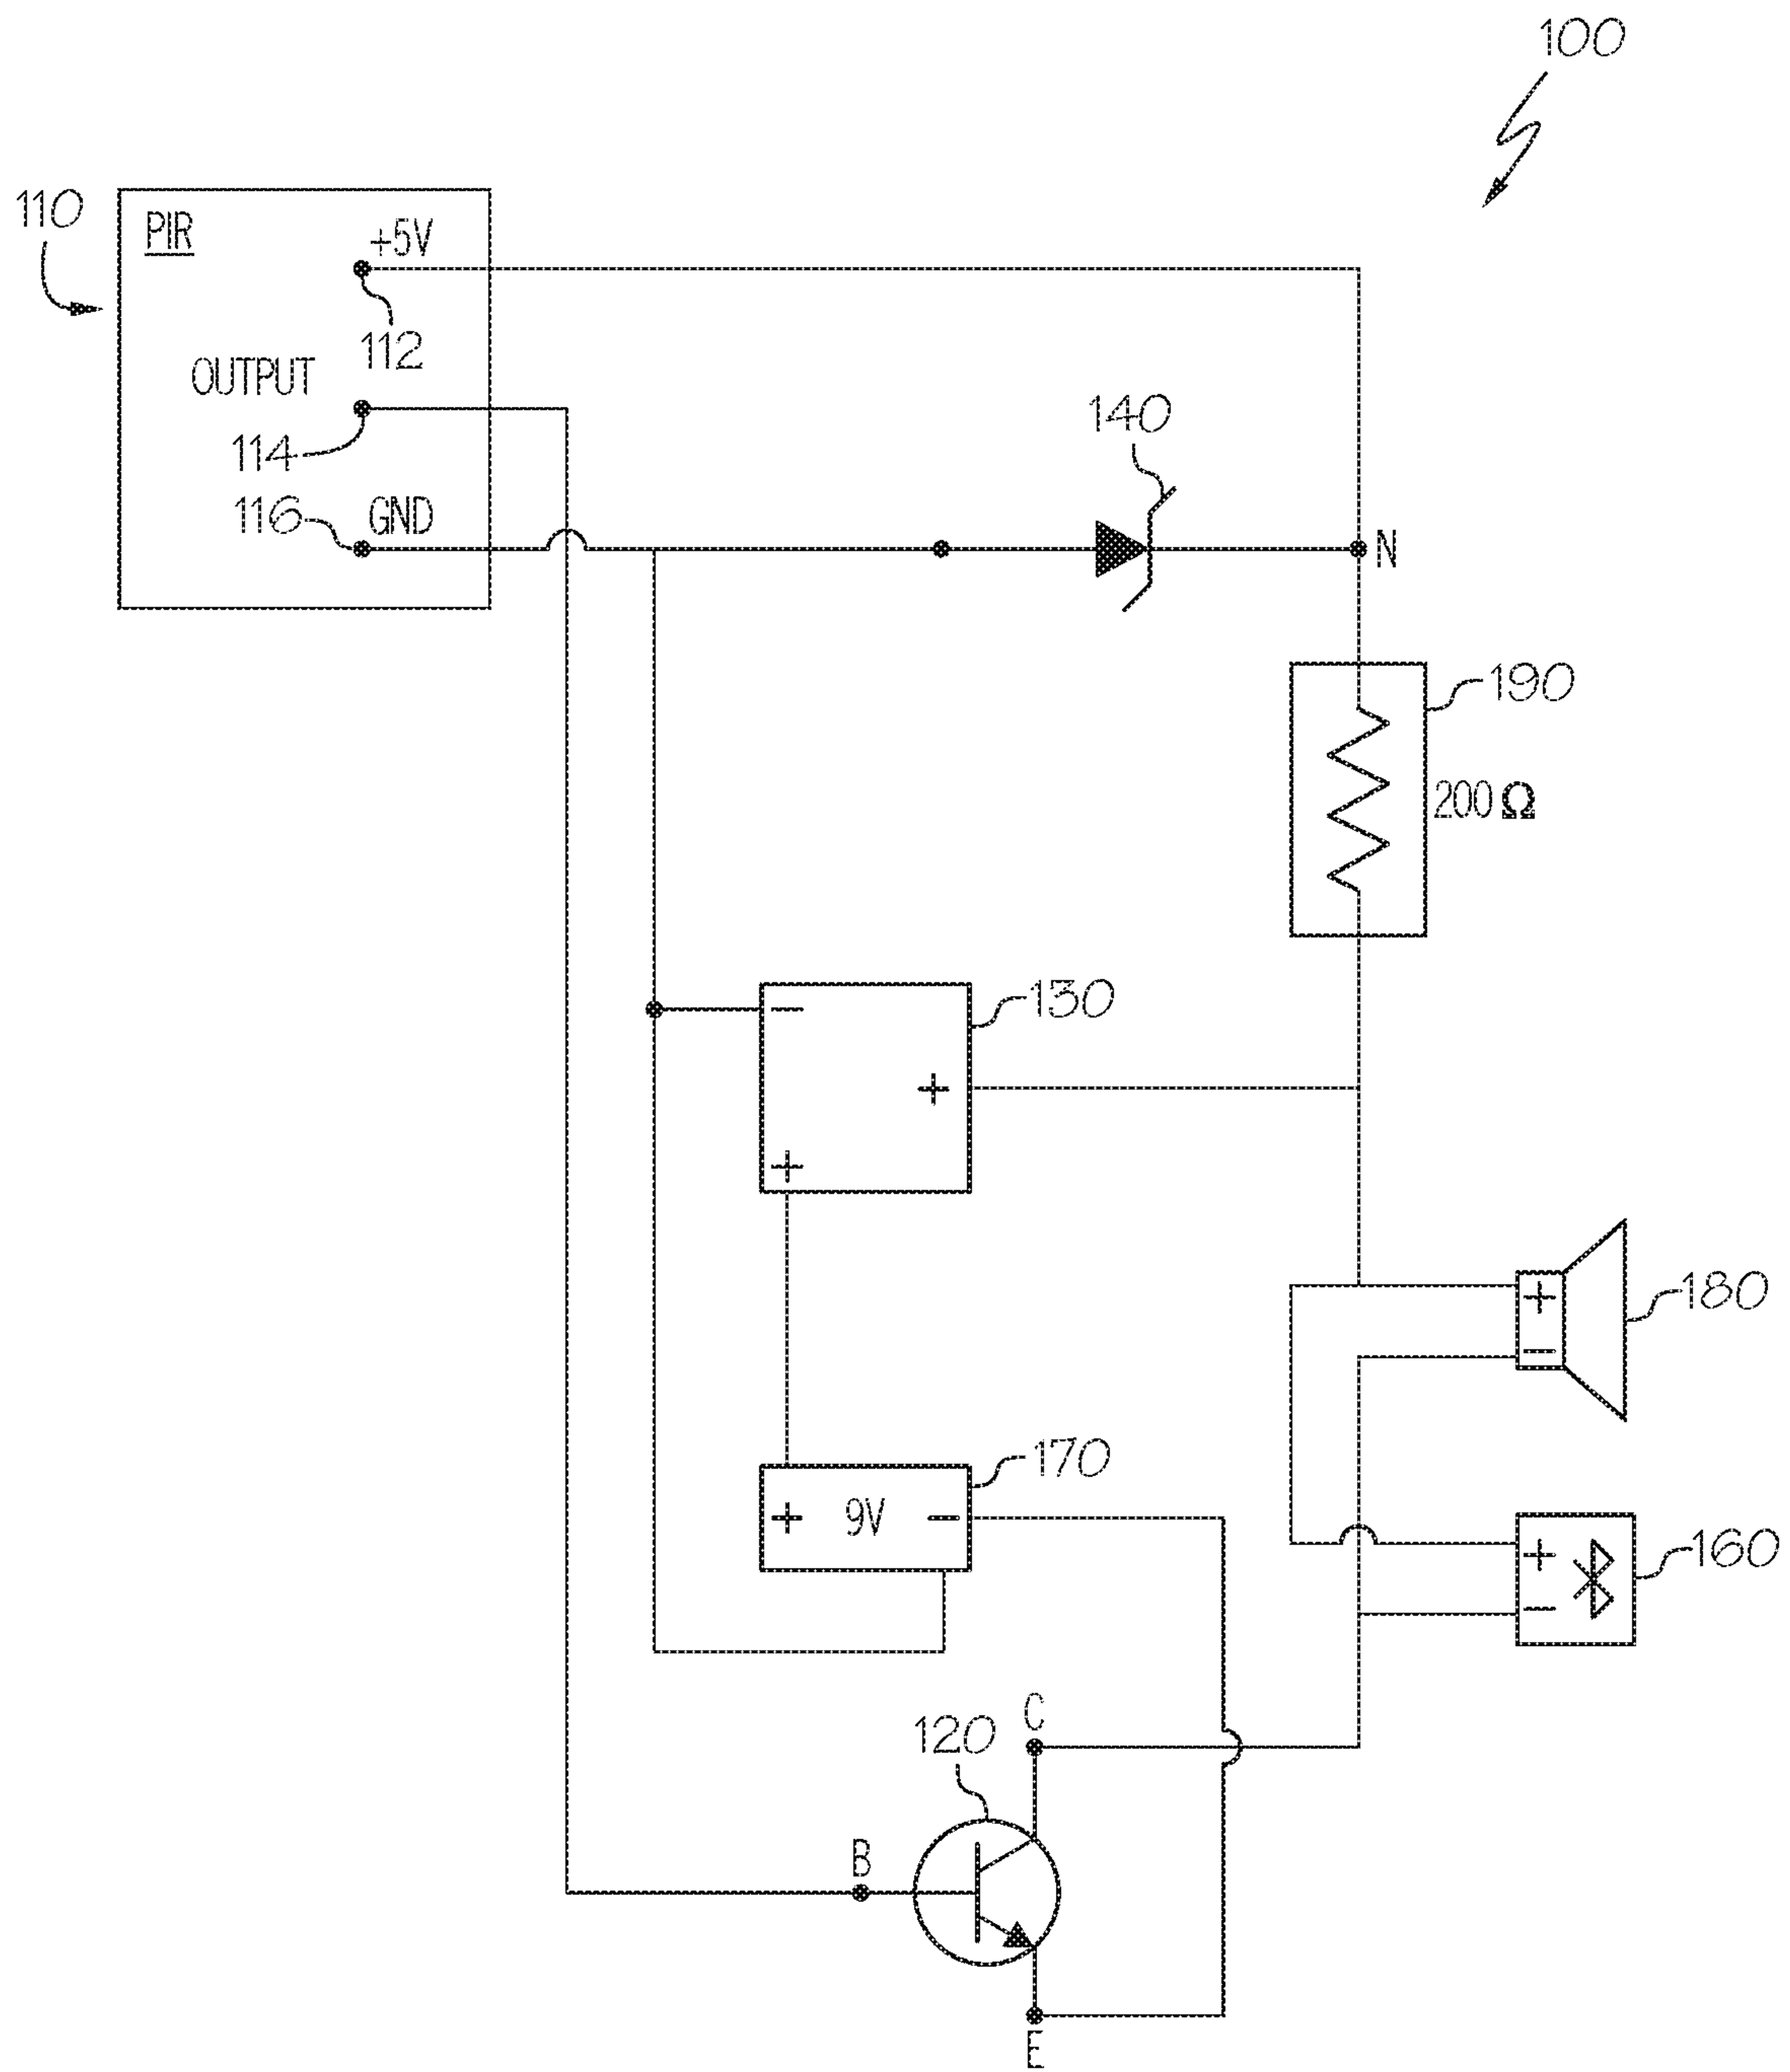 100
110
PIR
+5V
112
OUTPUT
114
116
GND
140
N
190
200 Ω
−
130
+
+
+
180
−
170
+ 9V −
+
160
−
C
120
B
E